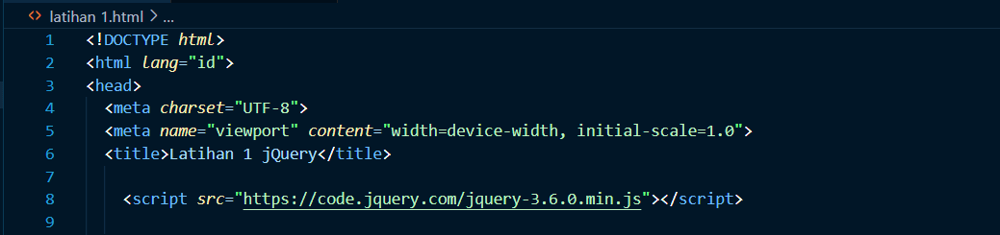 <> latihan 1.html > ...
1 <!DOCTYPE html>
2 <html lang="id">
3 <head>
4 <meta charset="UTF-8">
5 <meta name="viewport" content="width=device-width, initial-scale=1.0">
6 <title>Latihan 1 jQuery</title>
7
8 <script src="https://code.jquery.com/jquery-3.6.0.min.js"></script>
9